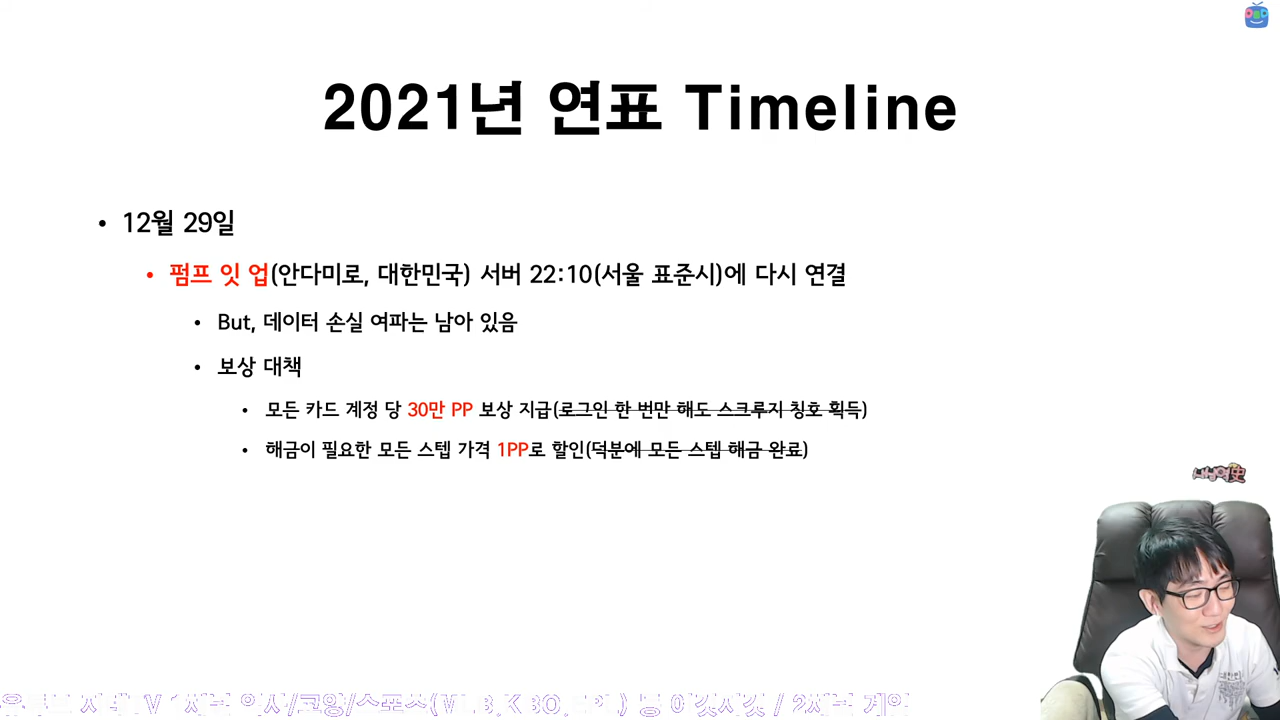 2021년 연표 Timeline
• 12월 29일
• 펌프 잇 업(안다미로, 대한민국) 서버 22:10(서울 표준시)에 다시 연결
• But, 데이터 손실 여파는 남아 있음
• 보상 대책
• 모든 카드 계정 당 30만 PP 보상 지급(로그인 한 번만 해도 스크루지 칭호 획득)
• 해금이 필요한 모든 스텝 가격 1PP로 할인(덕분에 모든 스텝 해금 완료)